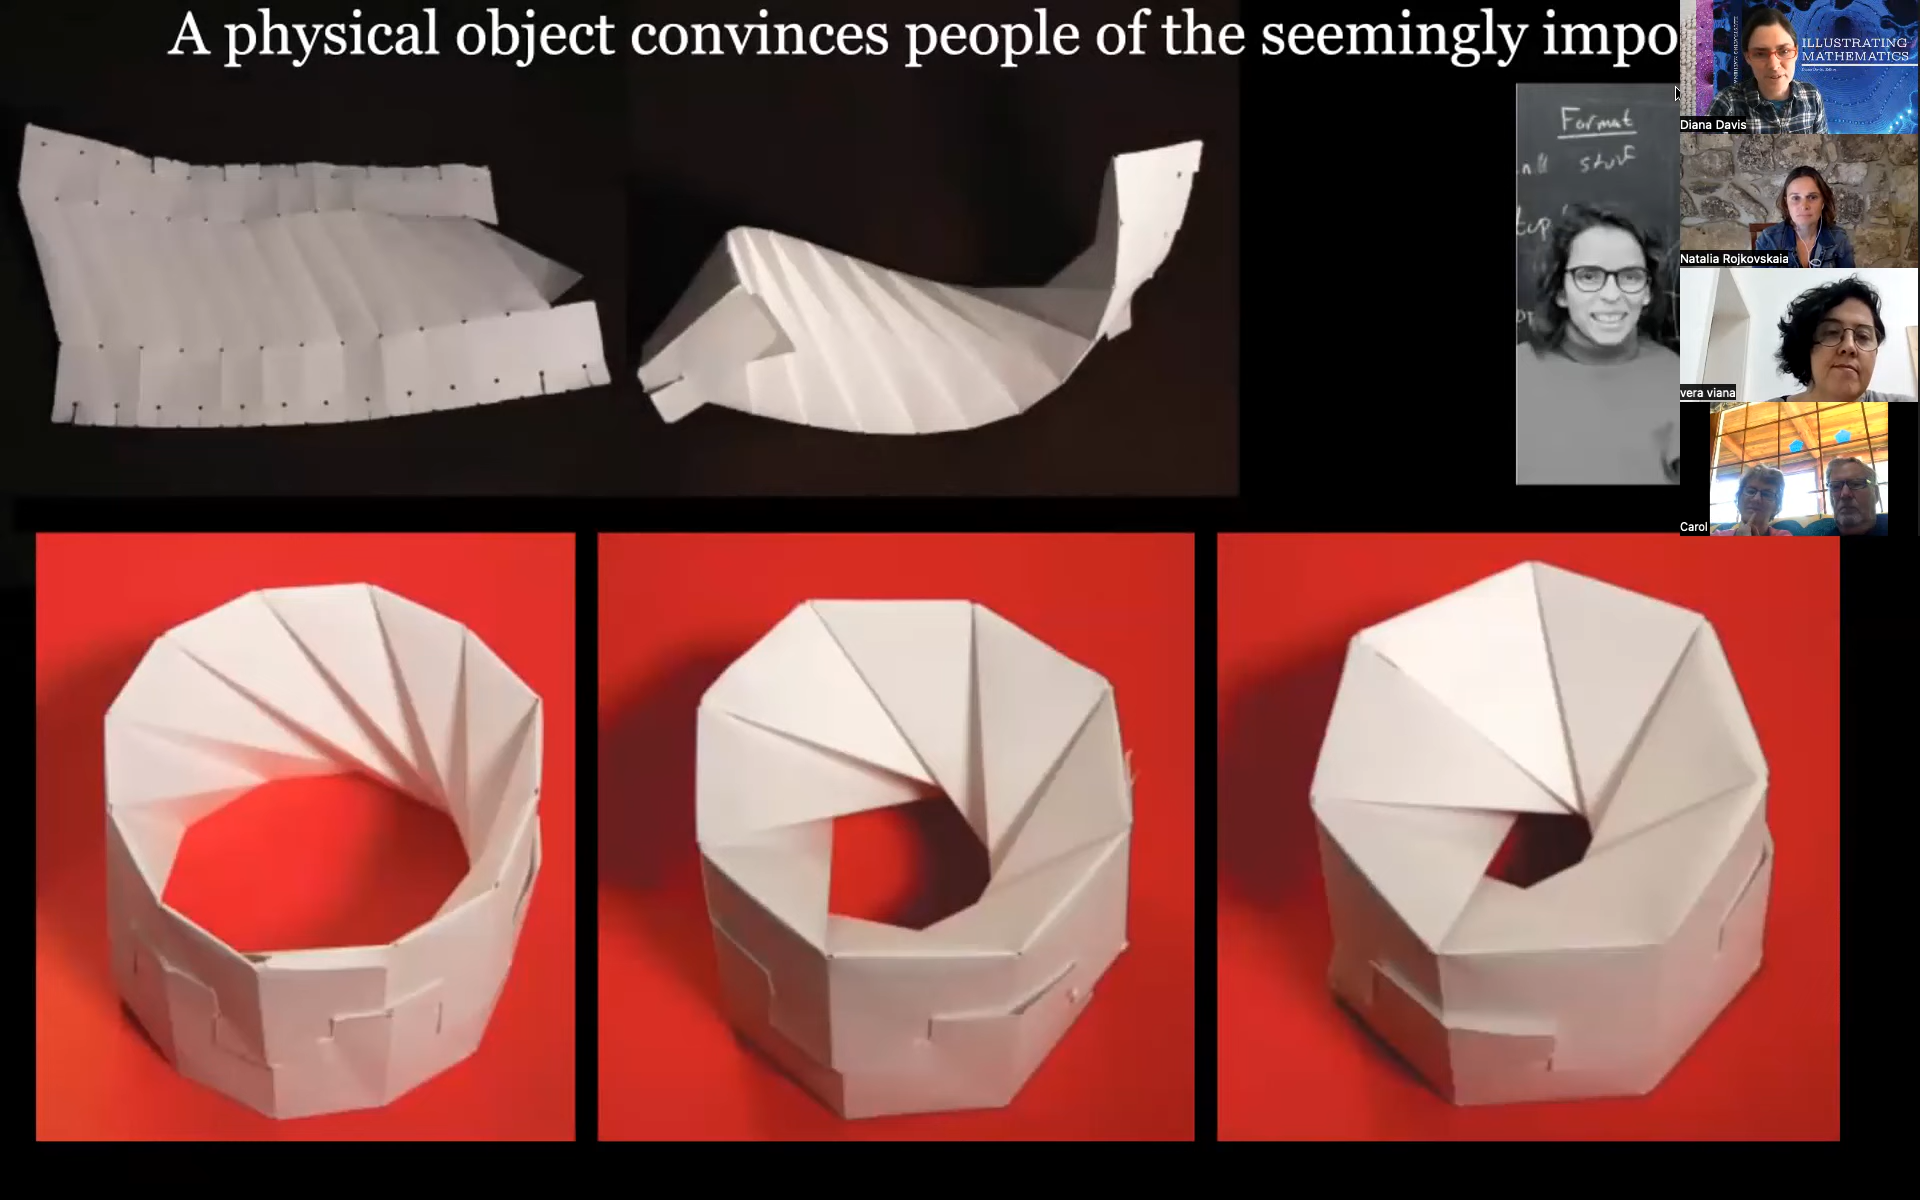 A physical object convinces people of the seemingly impo
Format
stuff
ILLUSTRATING
MATHEMATICS
Diana Davis
Natalia Rojkovskaia
vera viana
Carol